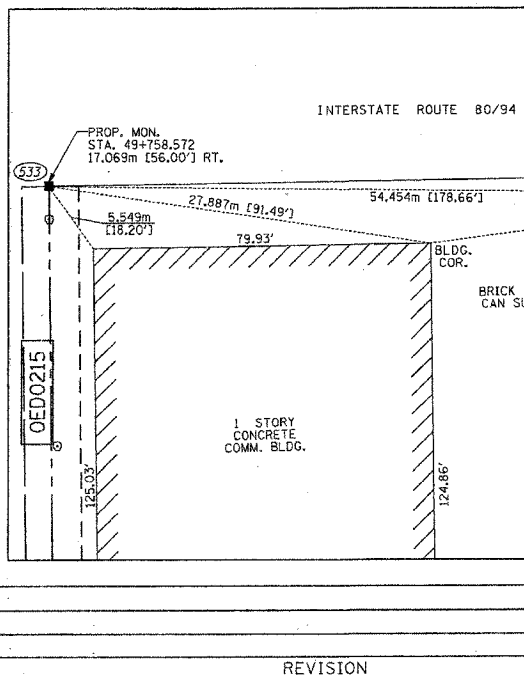 INTERSTATE ROUTE 80/94
PROP. MON.
STA. 49+758.572
17.069m [56.00'] RT.
533
54.454m [178.66']
27.887m [91.49']
5.549m
[18.20']
79.93'
BLDG.
COR.
BRICK
CAN SU
OED0215
1 STORY
CONCRETE
COMM. BLDG.
125.03'
124.86'
REVISION